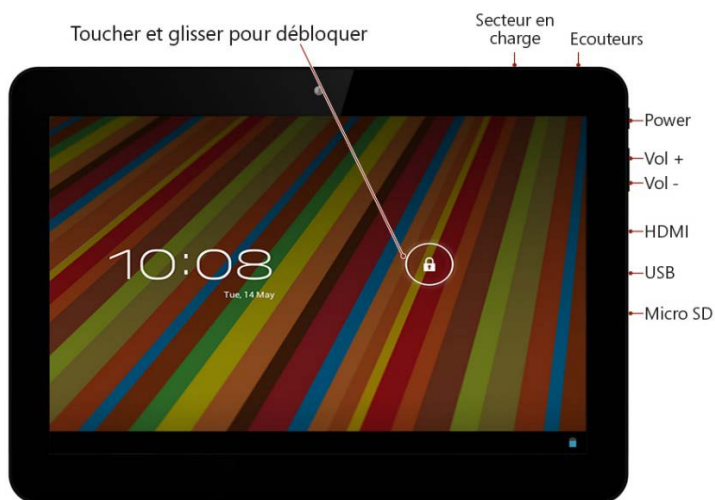 Toucher et glisser pour débloquer
Secteur en
charge
Ecouteurs
Power
Vol +
Vol -
HDMI
USB
Micro SD
10:08
Tue, 14 May